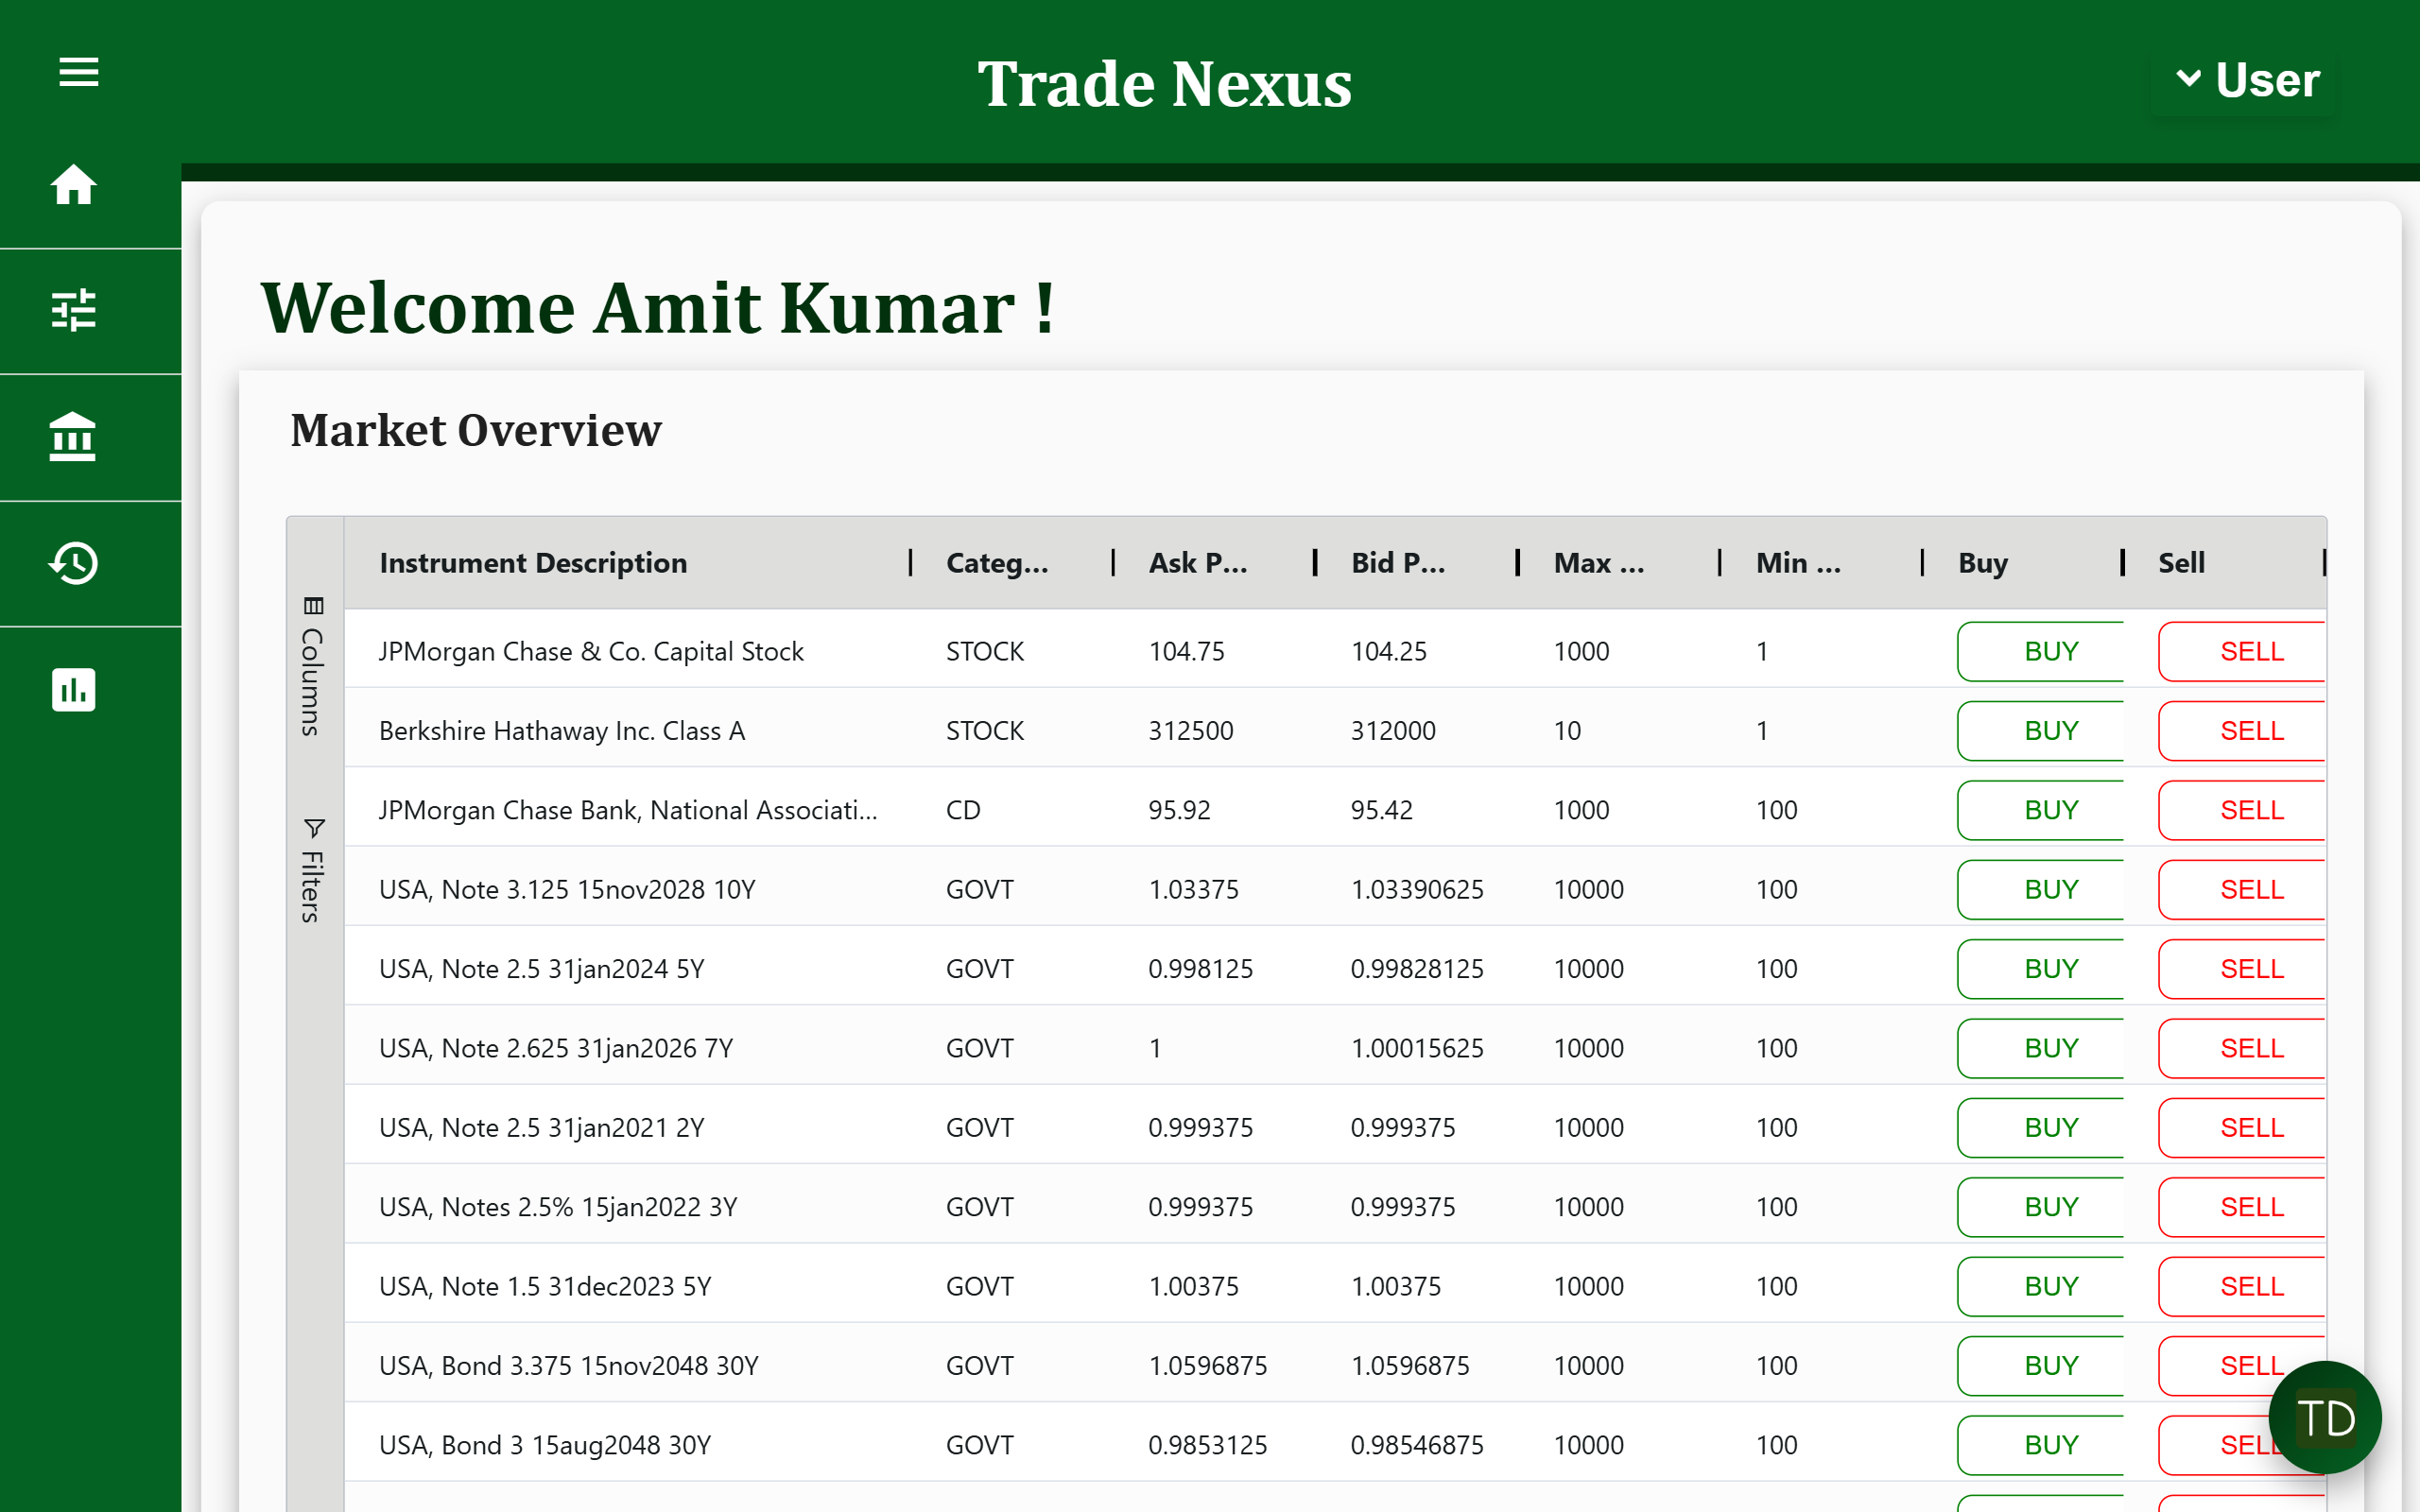 Trade Nexus
User
Welcome Amit Kumar !
Market Overview
Columns
Filters
Instrument Description Categ... Ask P... Bid P... Max ... Min ... Buy Sell
JPMorgan Chase & Co. Capital Stock STOCK 104.75 104.25 1000 1 BUY SELL
Berkshire Hathaway Inc. Class A STOCK 312500 312000 10 1 BUY SELL
JPMorgan Chase Bank, National Associati... CD 95.92 95.42 1000 100 BUY SELL
USA, Note 3.125 15nov2028 10Y GOVT 1.03375 1.03390625 10000 100 BUY SELL
USA, Note 2.5 31jan2024 5Y GOVT 0.998125 0.99828125 10000 100 BUY SELL
USA, Note 2.625 31jan2026 7Y GOVT 1 1.00015625 10000 100 BUY SELL
USA, Note 2.5 31jan2021 2Y GOVT 0.999375 0.999375 10000 100 BUY SELL
USA, Notes 2.5% 15jan2022 3Y GOVT 0.999375 0.999375 10000 100 BUY SELL
USA, Note 1.5 31dec2023 5Y GOVT 1.00375 1.00375 10000 100 BUY SELL
USA, Bond 3.375 15nov2048 30Y GOVT 1.0596875 1.0596875 10000 100 BUY SELL
USA, Bond 3 15aug2048 30Y GOVT 0.9853125 0.98546875 10000 100 BUY SELL
TD